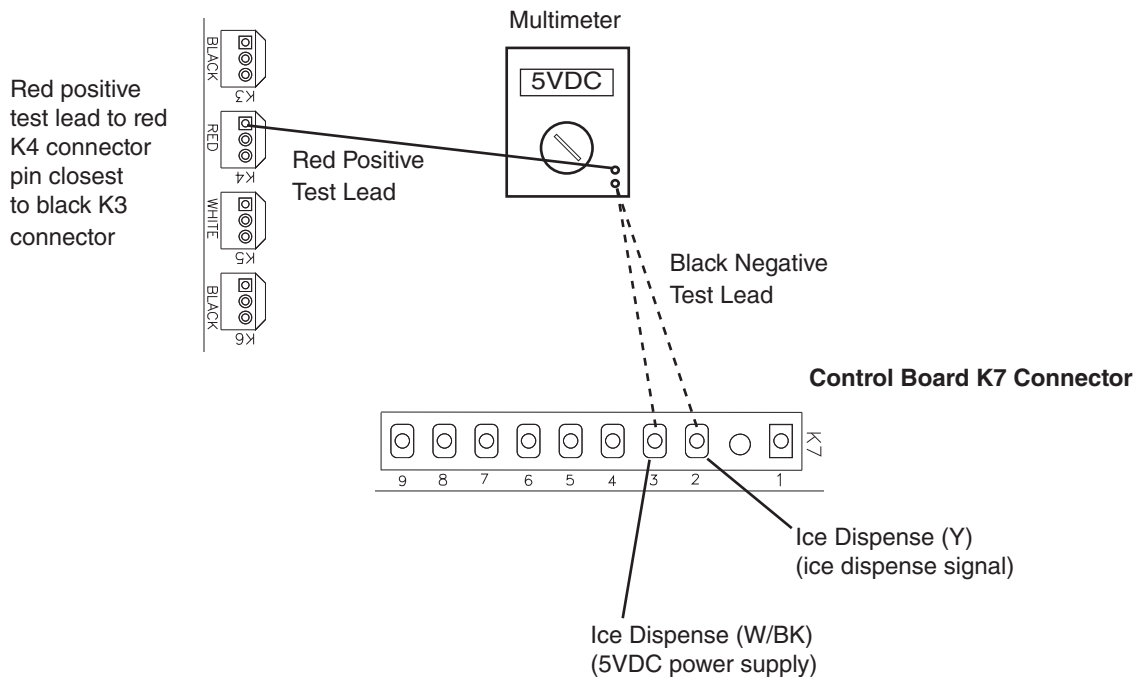 Multimeter
5VDC
Red positive
test lead to red
K4 connector
pin closest
to black K3
connector
BLACK
K3
RED
K4
WHITE
K5
BLACK
K6
Red Positive
Test Lead
Black Negative
Test Lead
Control Board K7 Connector
K7
9 8 7 6 5 4 3 2 1
Ice Dispense (Y)
(ice dispense signal)
Ice Dispense (W/BK)
(5VDC power supply)